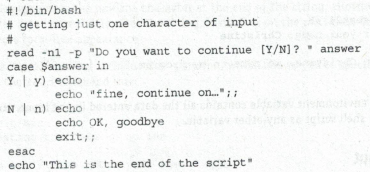 #!/bin/bash
# getting just one character of input
#
read -n1 -p "Do you want to continue [Y/N]? " answer
case $answer in
Y | y) echo
echo "fine, continue on…";;
N | n) echo
echo OK, goodbye
exit;;
esac
echo "This is the end of the script"